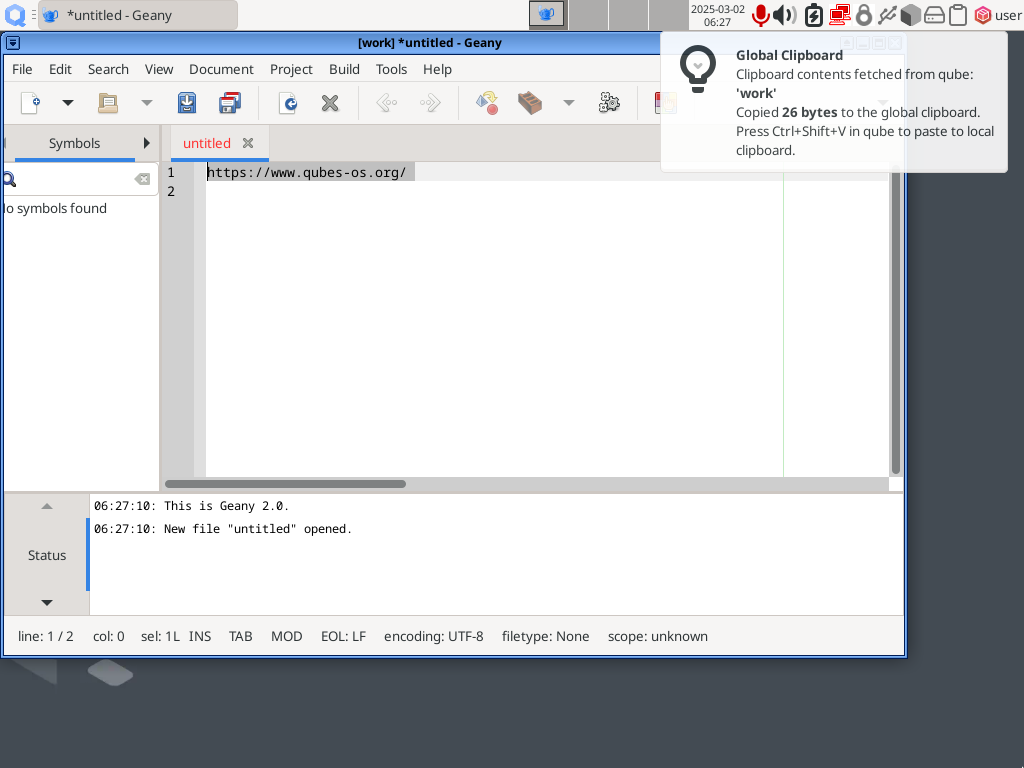 *untitled - Geany
2025-03-02
06:27
user
[work] *untitled - Geany
File Edit Search View Document Project Build Tools Help
Global Clipboard
Clipboard contents fetched from qube:
'work'
Copied 26 bytes to the global clipboard.
Press Ctrl+Shift+V in qube to paste to local
clipboard.
Symbols
untitled
1 https://www.qubes-os.org/
2
o symbols found
06:27:10: This is Geany 2.0.
06:27:10: New file "untitled" opened.
Status
line: 1 / 2 col: 0 sel: 1L INS TAB MOD EOL: LF encoding: UTF-8 filetype: None scope: unknown